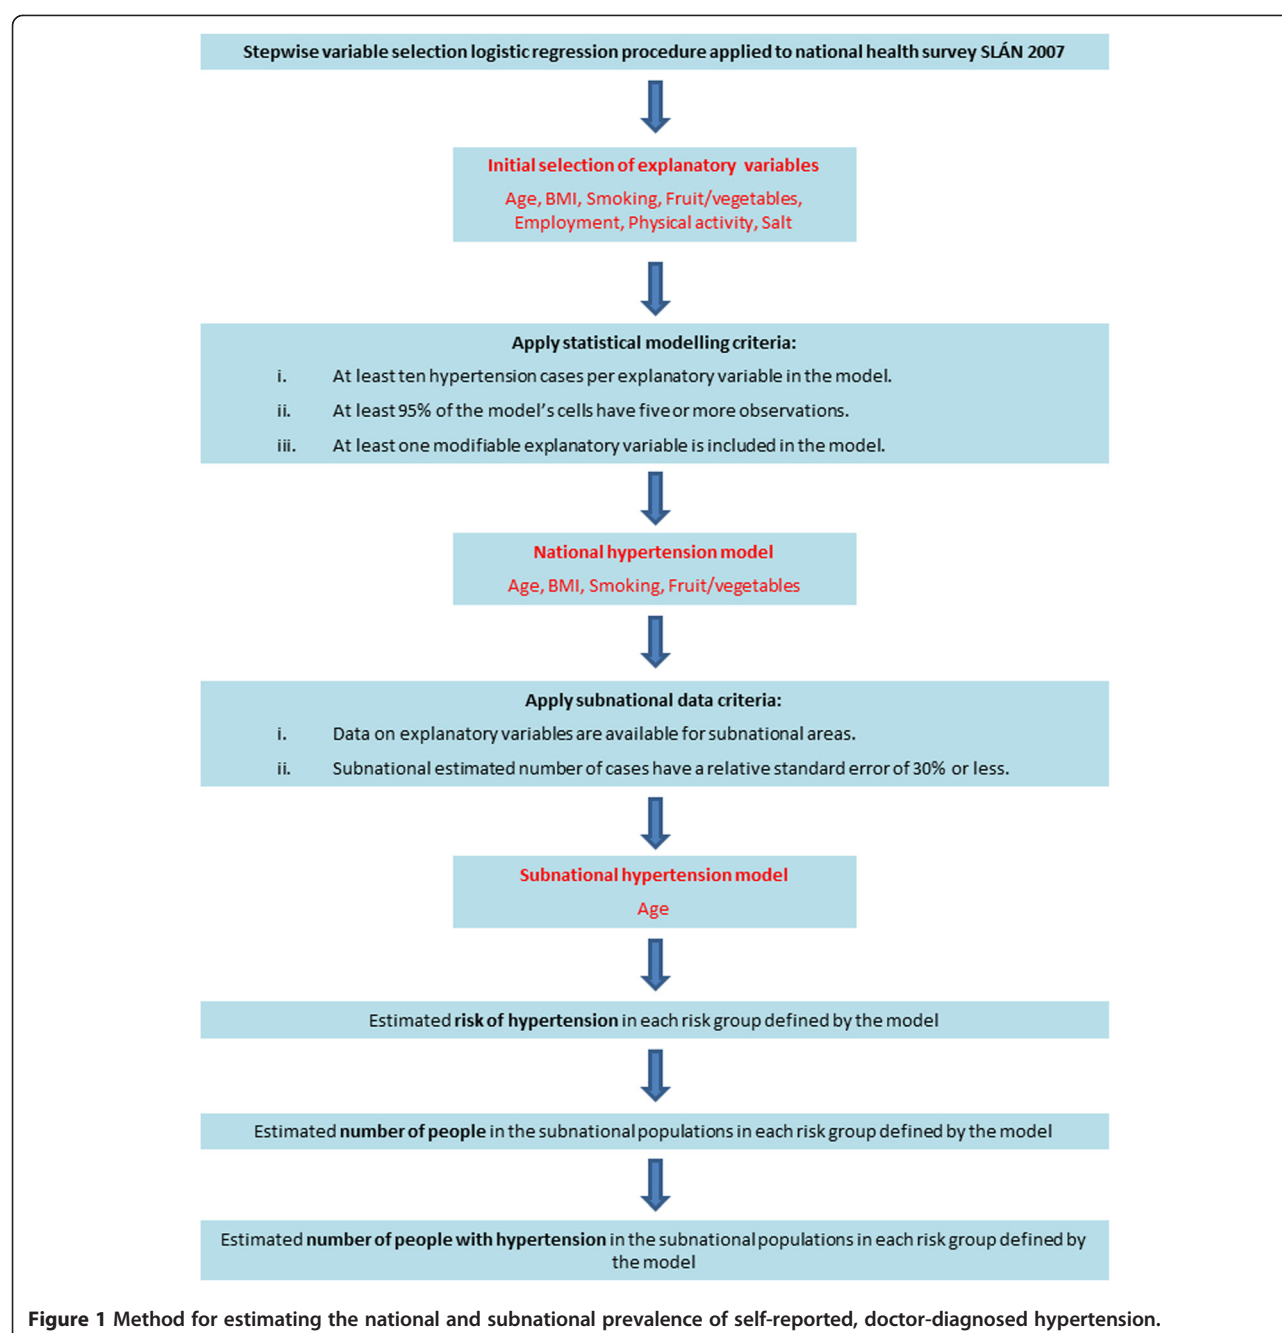 Stepwise variable selection logistic regression procedure applied to national health survey SLÁN 2007
Initial selection of explanatory variables
Age, BMI, Smoking, Fruit/vegetables,
Employment, Physical activity, Salt
Apply statistical modelling criteria:
i. At least ten hypertension cases per explanatory variable in the model.
ii. At least 95% of the model's cells have five or more observations.
iii. At least one modifiable explanatory variable is included in the model.
National hypertension model
Age, BMI, Smoking, Fruit/vegetables
Apply subnational data criteria:
i. Data on explanatory variables are available for subnational areas.
ii. Subnational estimated number of cases have a relative standard error of 30% or less.
Subnational hypertension model
Age
Estimated risk of hypertension in each risk group defined by the model
Estimated number of people in the subnational populations in each risk group defined by the model
Estimated number of people with hypertension in the subnational populations in each risk group defined by
the model
Figure 1 Method for estimating the national and subnational prevalence of self-reported, doctor-diagnosed hypertension.